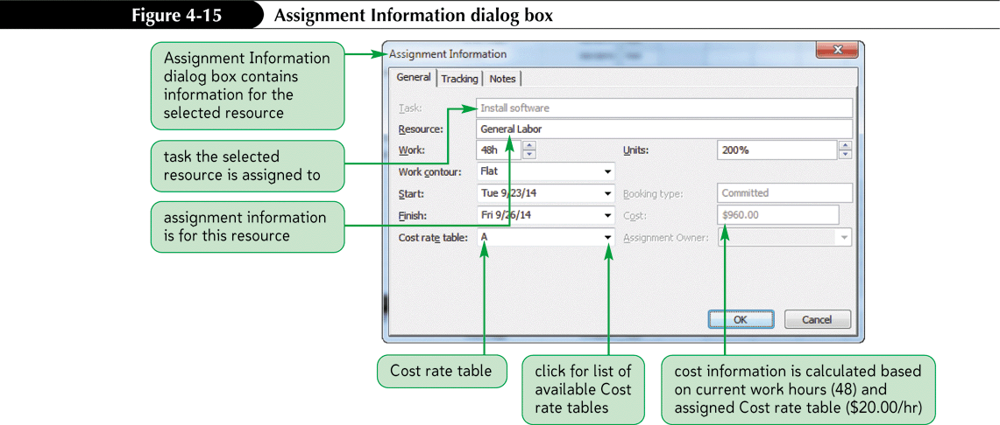 Figure 4-15 Assignment Information dialog box
Assignment Information
dialog box contains
information for the
selected resource
task the selected
resource is assigned to
assignment information
is for this resource
Assignment Information
General Tracking Notes
Task: Install software
Resource: General Labor
Work: 48h Units: 200%
Work contour: Flat
Start: Tue 9/23/14 Booking type: Committed
Finish: Fri 9/26/14 Cost: $960.00
Cost rate table: A Assignment Owner:
OK Cancel
Cost rate table
click for list of
available Cost
rate tables
cost information is calculated based
on current work hours (48) and
assigned Cost rate table ($20.00/hr)